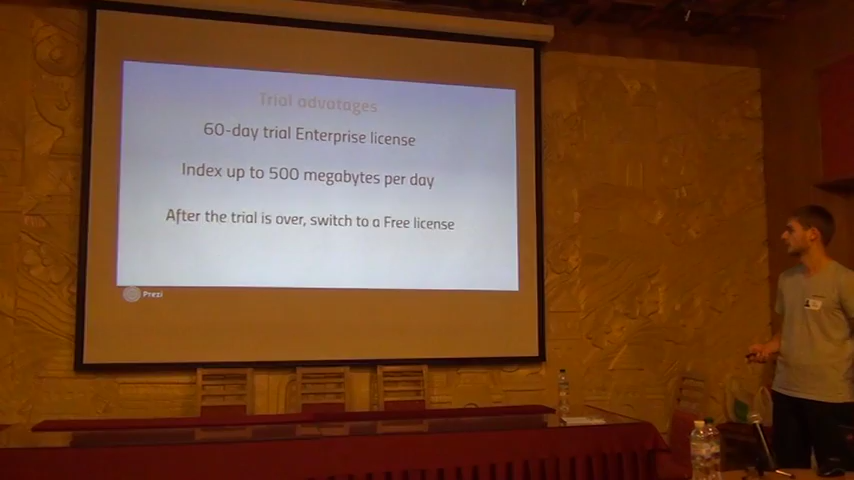 Trial advatages
60-day trial Enterprise license
Index up to 500 megabytes per day
After the trial is over, switch to a Free license
Prezi